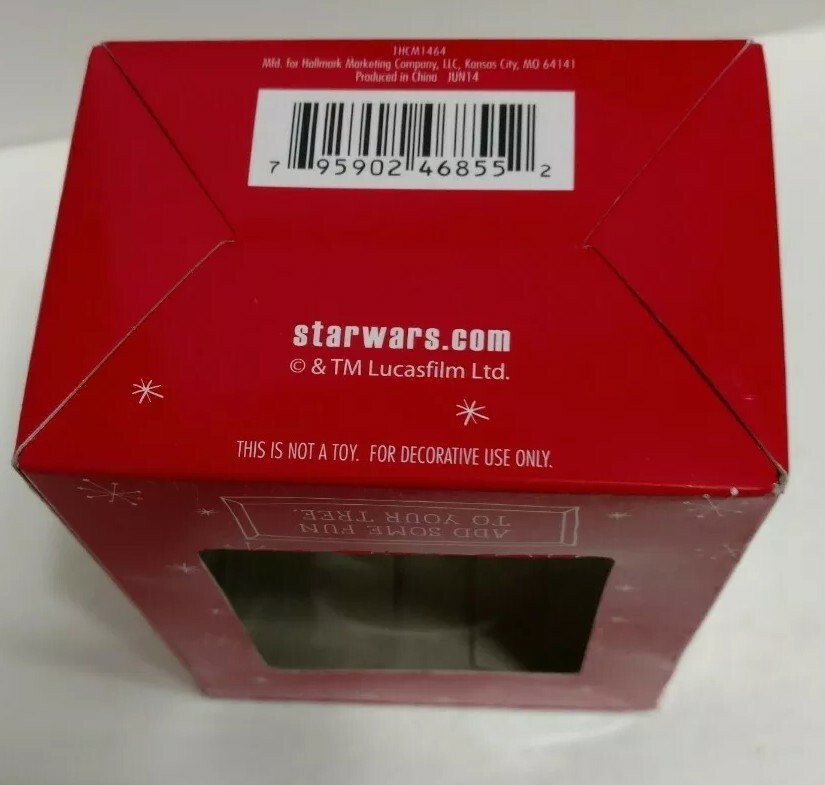 1HCM1464
Mfd. for Hallmark Marketing Company, LLC, Kansas City, MO 64141
Produced in China JUN14
7 95902 46855 2
starwars.com
© & TM Lucasfilm Ltd.
THIS IS NOT A TOY. FOR DECORATIVE USE ONLY.
ADD SOME FUN
TO YOUR TREE.